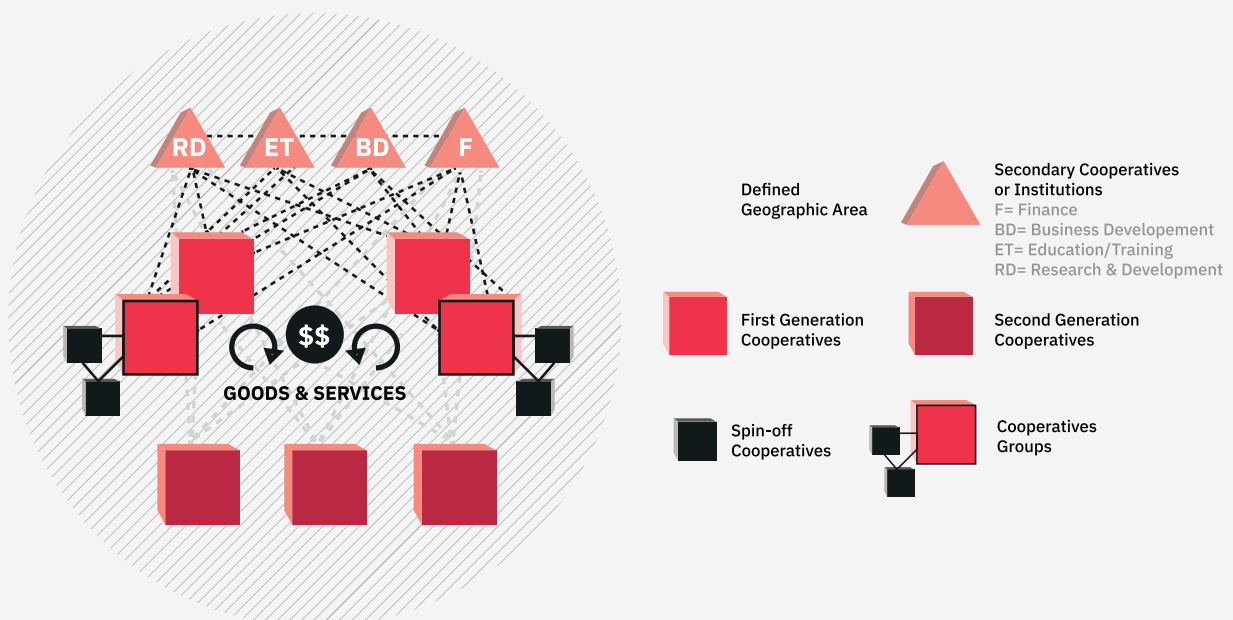 RD ET BD F
$$
GOODS & SERVICES
Defined
Geographic Area
Secondary Cooperatives
or Institutions
F= Finance
BD= Business Developement
ET= Education/Training
RD= Research & Development
First Generation
Cooperatives
Second Generation
Cooperatives
Spin-off
Cooperatives
Cooperatives
Groups